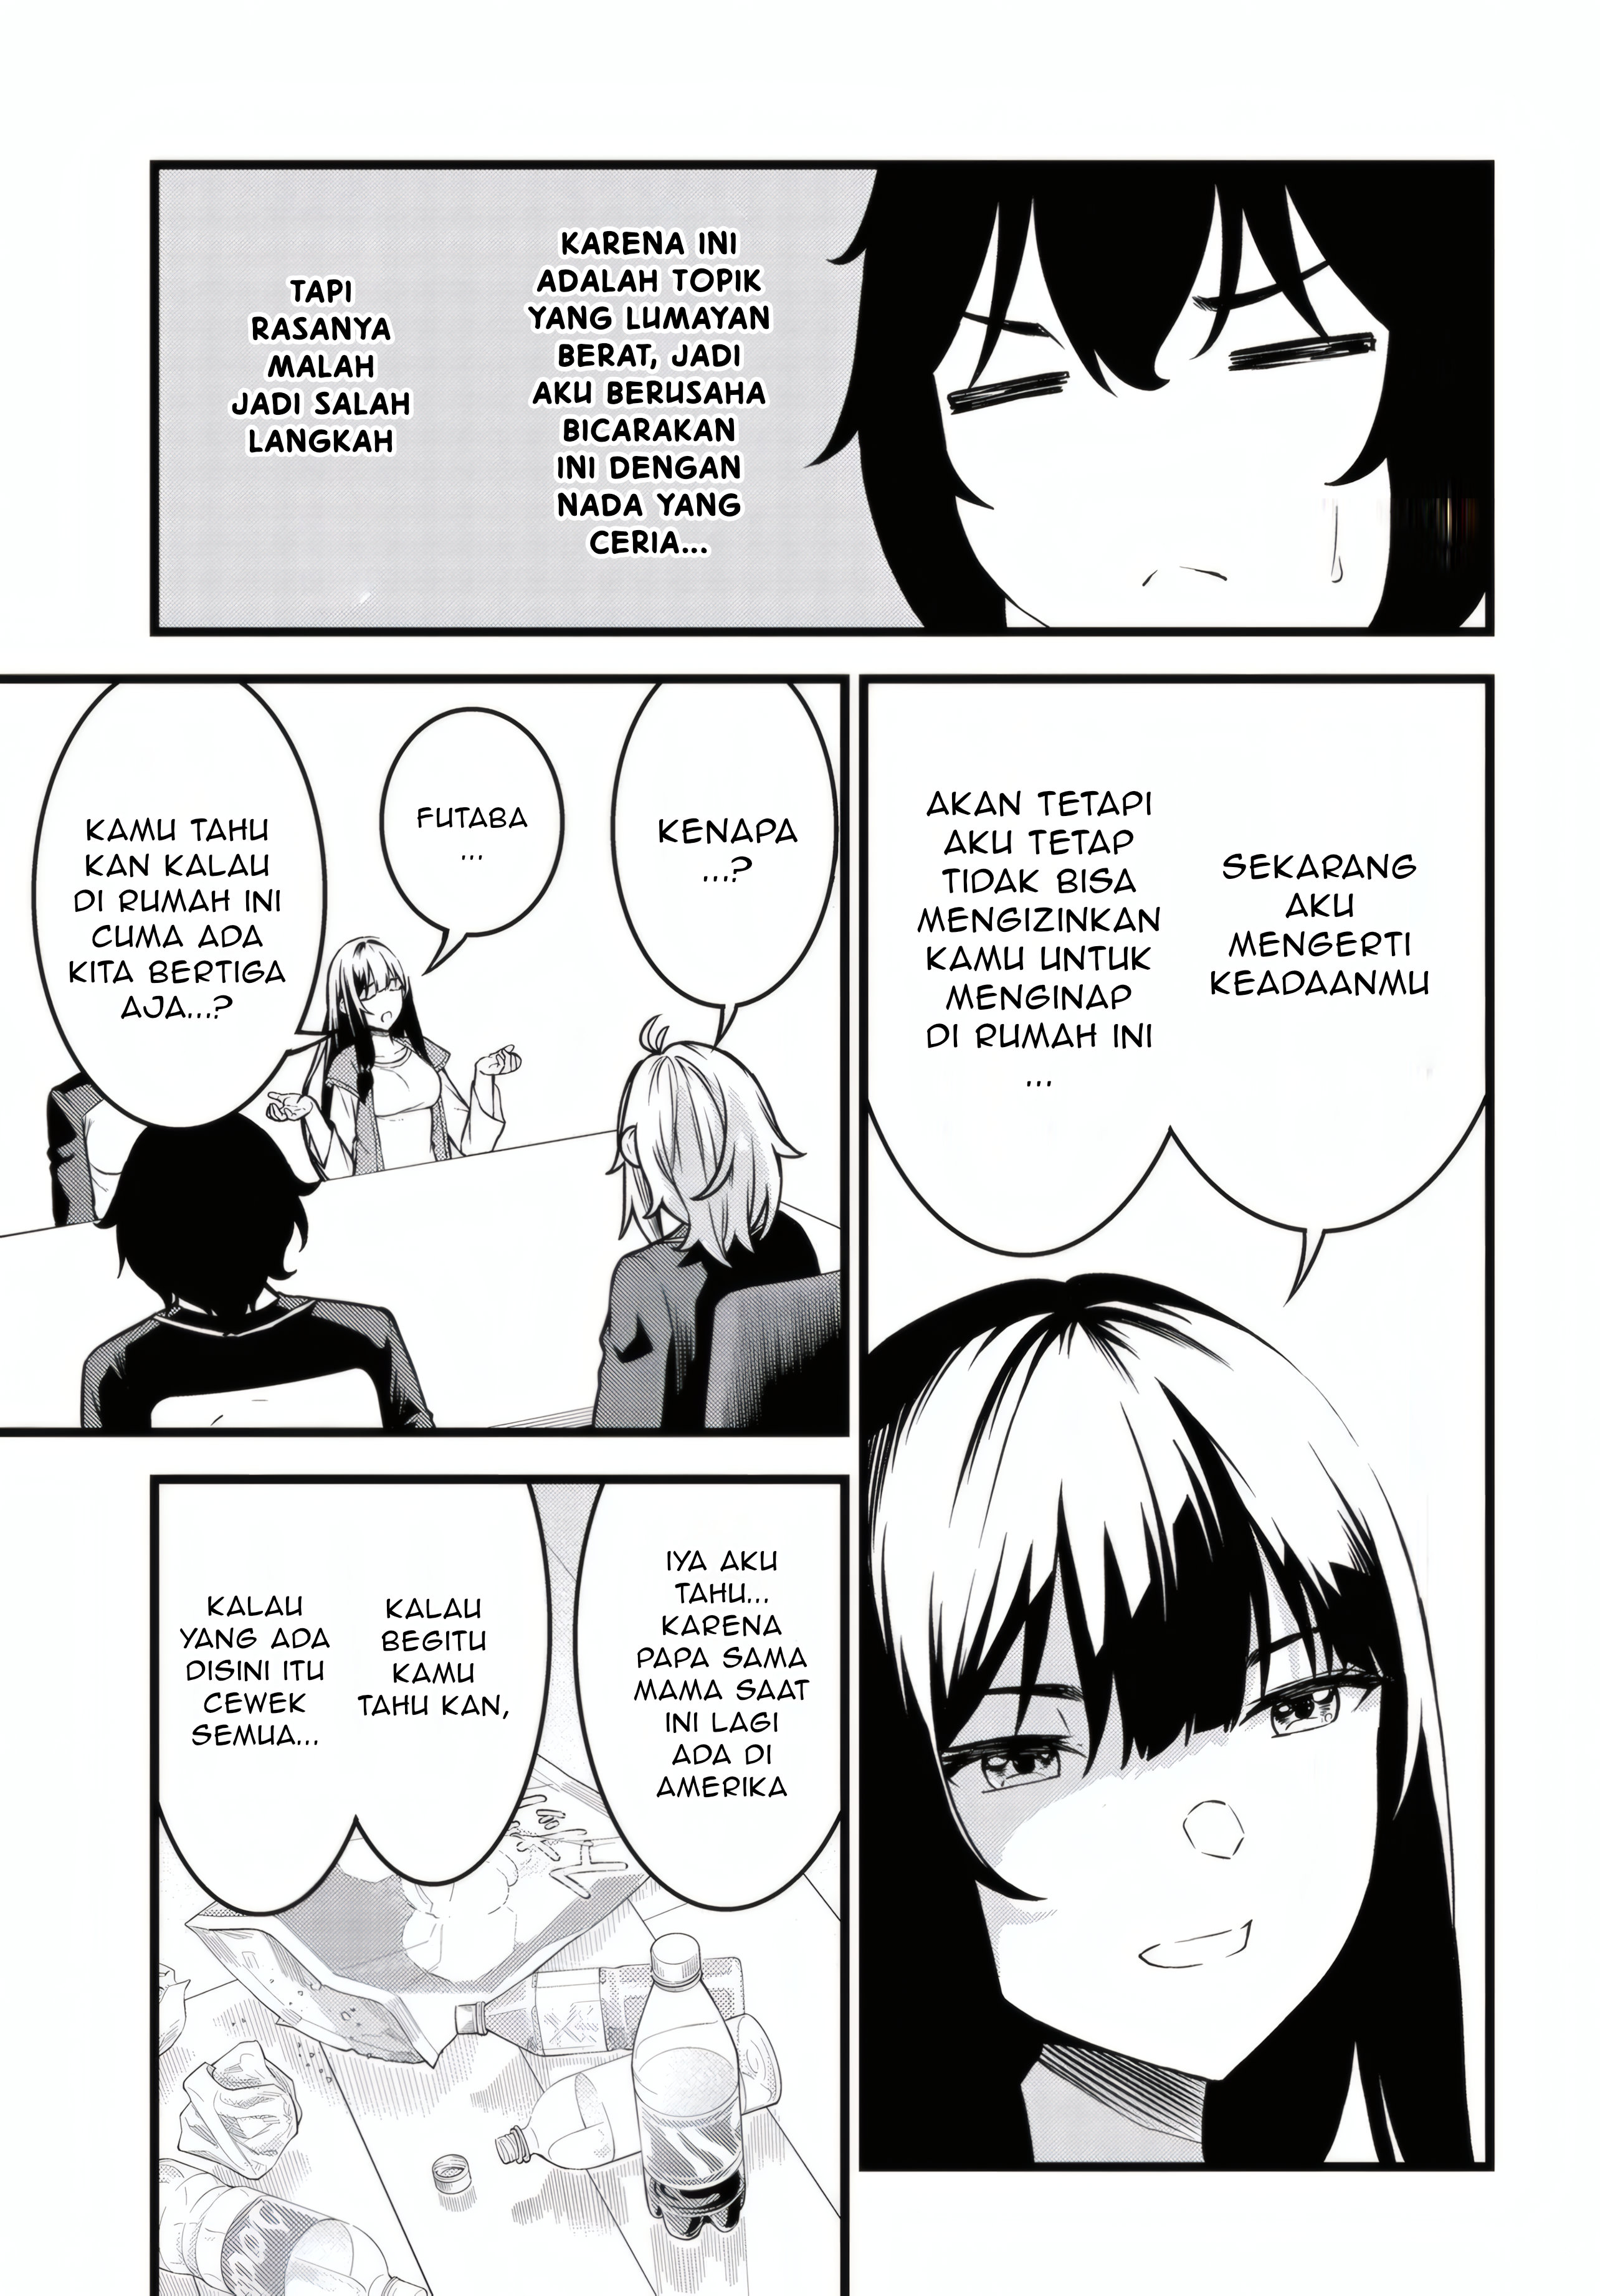 KARENA INI
ADALAH TOPIK
YANG LUMAYAN
BERAT, JADI
AKU BERUSAHA
BICARAKAN
INI DENGAN
NADA YANG
CERIA...
TAPI
RASANYA
MALAH
JADI SALAH
LANGKAH
SEKARANG
AKU
MENGERTI
KEADAANMU
AKAN TETAPI
AKU TETAP
TIDAK BISA
MENGIZINKAN
KAMU UNTUK
MENGINAP
DI RUMAH INI
...
KENAPA
...?
FUTABA
...
KAMU TAHU
KAN KALAU
DI RUMAH INI
CUMA ADA
KITA BERTIGA
AJA...?
IYA AKU
TAHU...
KARENA
PAPA SAMA
MAMA SAAT
INI LAGI
ADA DI
AMERIKA
KALAU
BEGITU
KAMU
TAHU KAN,
KALAU
YANG ADA
DISINI ITU
CEWEK
SEMUA...